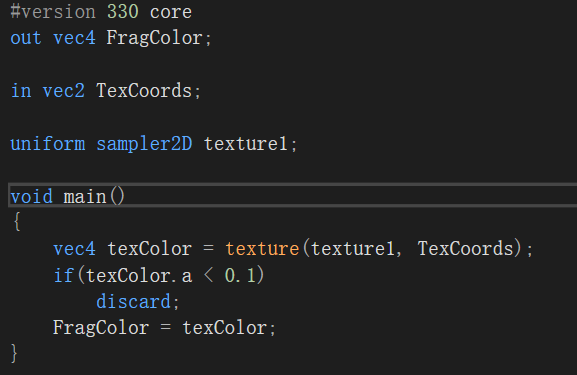 #version 330 core
out vec4 FragColor;
in vec2 TexCoords;
uniform sampler2D texture1;
void main()
{
    vec4 texColor = texture(texture1, TexCoords);
    if(texColor.a < 0.1)
        discard;
    FragColor = texColor;
}